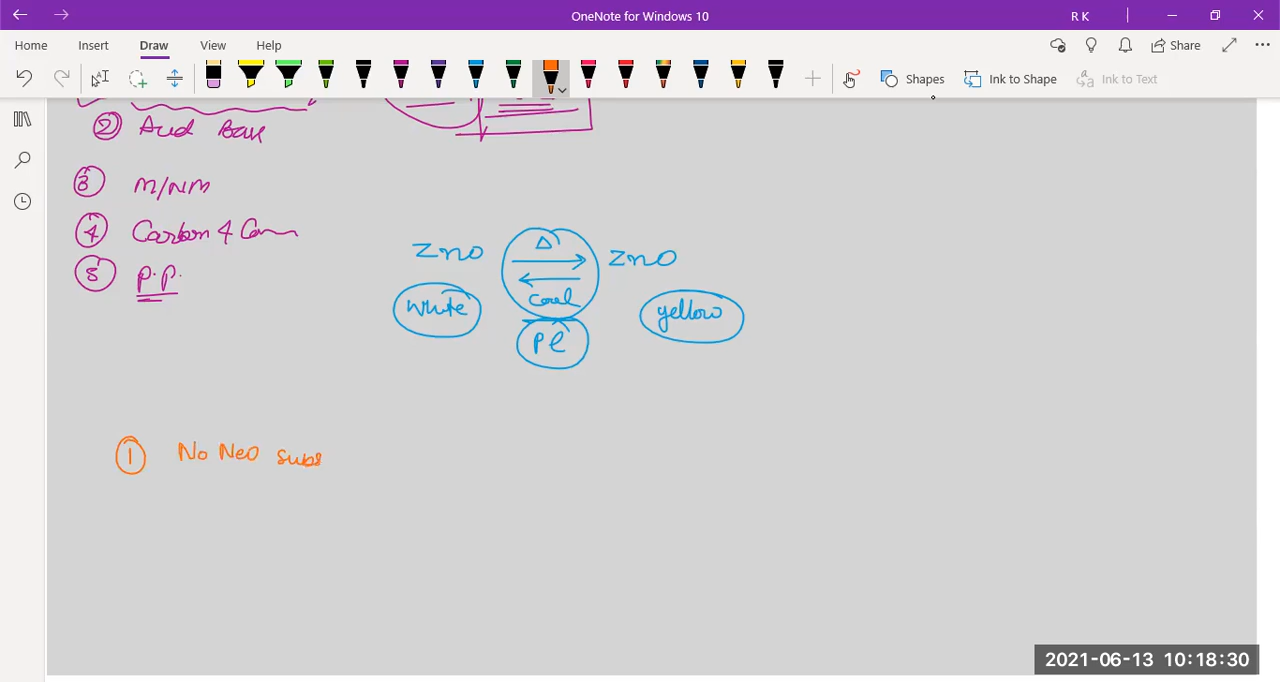 OneNote for Windows 10
R K
Home Insert Draw View Help
Share
Shapes Ink to Shape Ink to Text
② Acid Base
③ M/NM
④ Carbon & Com
⑤ P.P.
ZnO Δ ZnO
White Cool yellow
PC
① No New Subs
2021-06-13 10:18:30